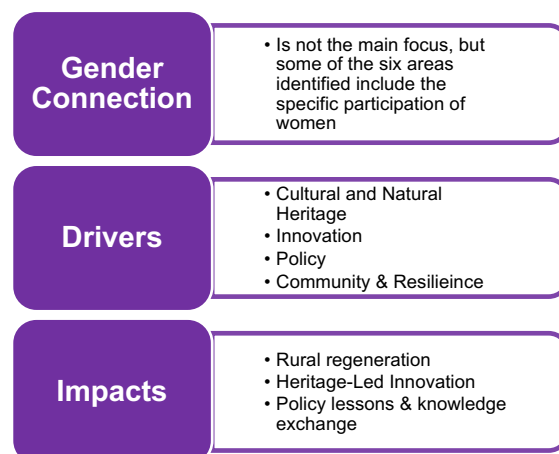 Gender
Connection
• Is not the main focus, but
some of the six areas
identified include the
specific participation of
women
Drivers
• Cultural and Natural
Heritage
• Innovation
• Policy
• Community & Resilieince
Impacts
• Rural regeneration
• Heritage-Led Innovation
• Policy lessons & knowledge
exchange